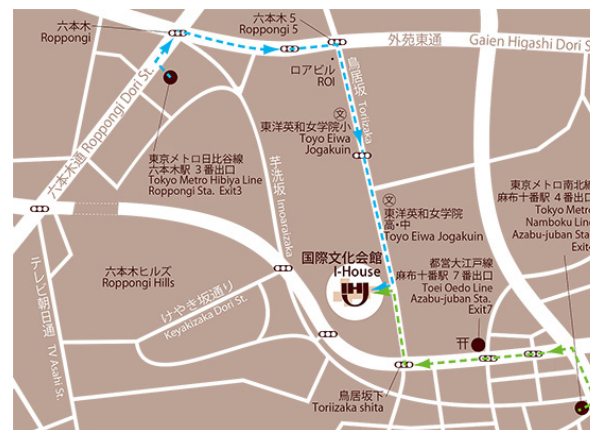 六本木
Roppongi
六本木 5
Roppongi 5
外苑東通
Gaien Higashi Dori S
ロアビル
ROI
鳥居坂
Toriizaka
六本木通 Roppongi Dori St.
東洋英和女学院小
Toyo Eiwa
Jogakuin
東京メトロ日比谷線
六本木駅 3 番出口
Tokyo Metro Hibiya Line
Roppongi Sta. Exit3
芋洗坂
Imoaraizaka
東京メトロ南北線
麻布十番駅 4 番出口
Tokyo Metro
Namboku Line
Azabu-juban Sta.
Exit4
東洋英和女学院
高・中
Toyo Eiwa Jogakuin
国際文化会館
I-House
IHJ
都営大江戸線
麻布十番駅 7 番出口
Toei Oedo Line
Azabu-juban Sta.
Exit7
六本木ヒルズ
Roppongi Hills
テレビ朝日通
TV Asahi St.
けやき坂通り
Keyakizaka Dori St.
鳥居坂下
Toriizaka shita